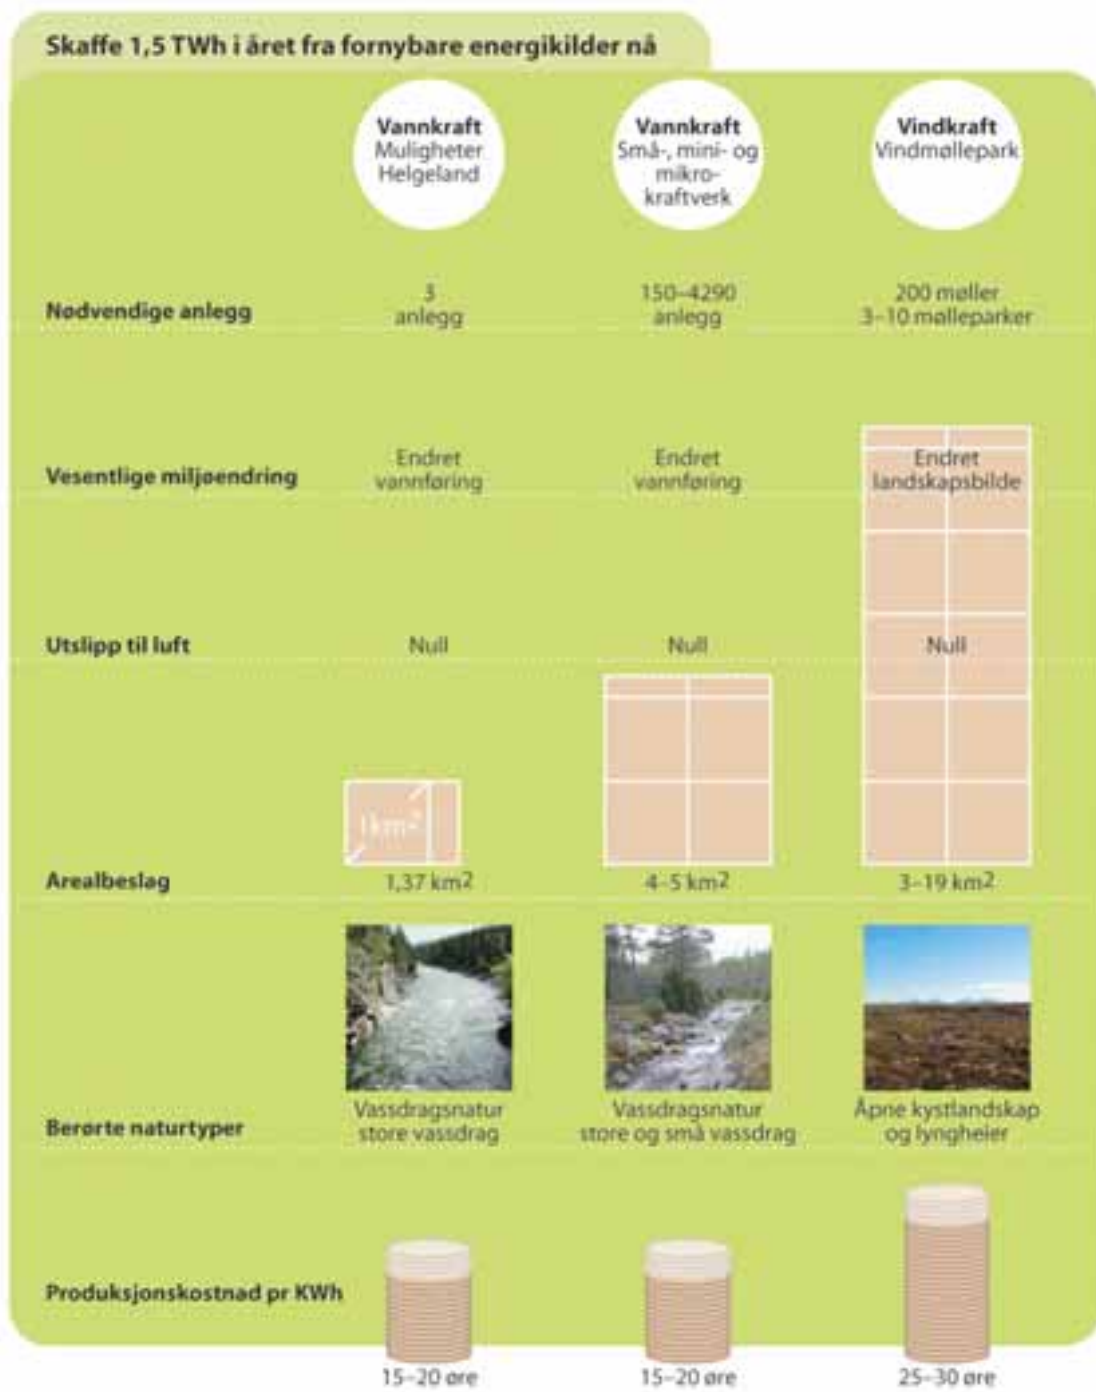 Skaffe 1,5 TWh i året fra fornybare energikilder nå
Vannkraft
Muligheter
Helgeland
Vannkraft
Små-, mini- og
mikro-
kraftverk
Vindkraft
Vindmøllepark
Nødvendige anlegg
3
anlegg
150–4290
anlegg
200 møller
3–10 mølleparker
Vesentlige miljøendring
Endret
vannføring
Endret
vannføring
Endret
landskapsbilde
Utslipp til luft
Null
Null
Null
1km²
Arealbeslag
1,37 km2
4–5 km2
3–19 km2
Berørte naturtyper
Vassdragsnatur
store vassdrag
Vassdragsnatur
store og små vassdrag
Åpne kystlandskap
og lyngheier
Produksjonskostnad pr KWh
15–20 øre
15–20 øre
25–30 øre